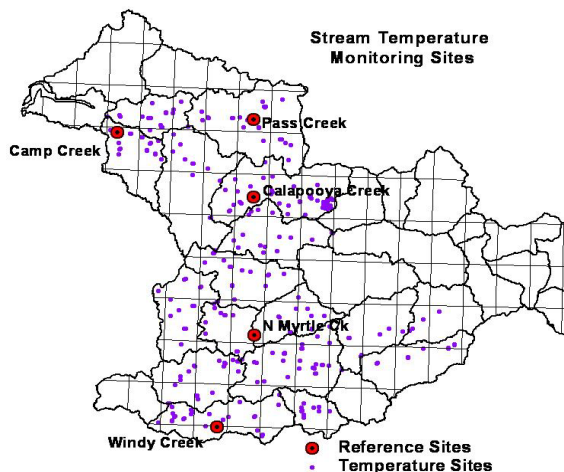 Stream Temperature
Monitoring Sites
Pass Creek
Camp Creek
Calapooya Creek
N Myrtle Ck
Windy Creek
Reference Sites
Temperature Sites